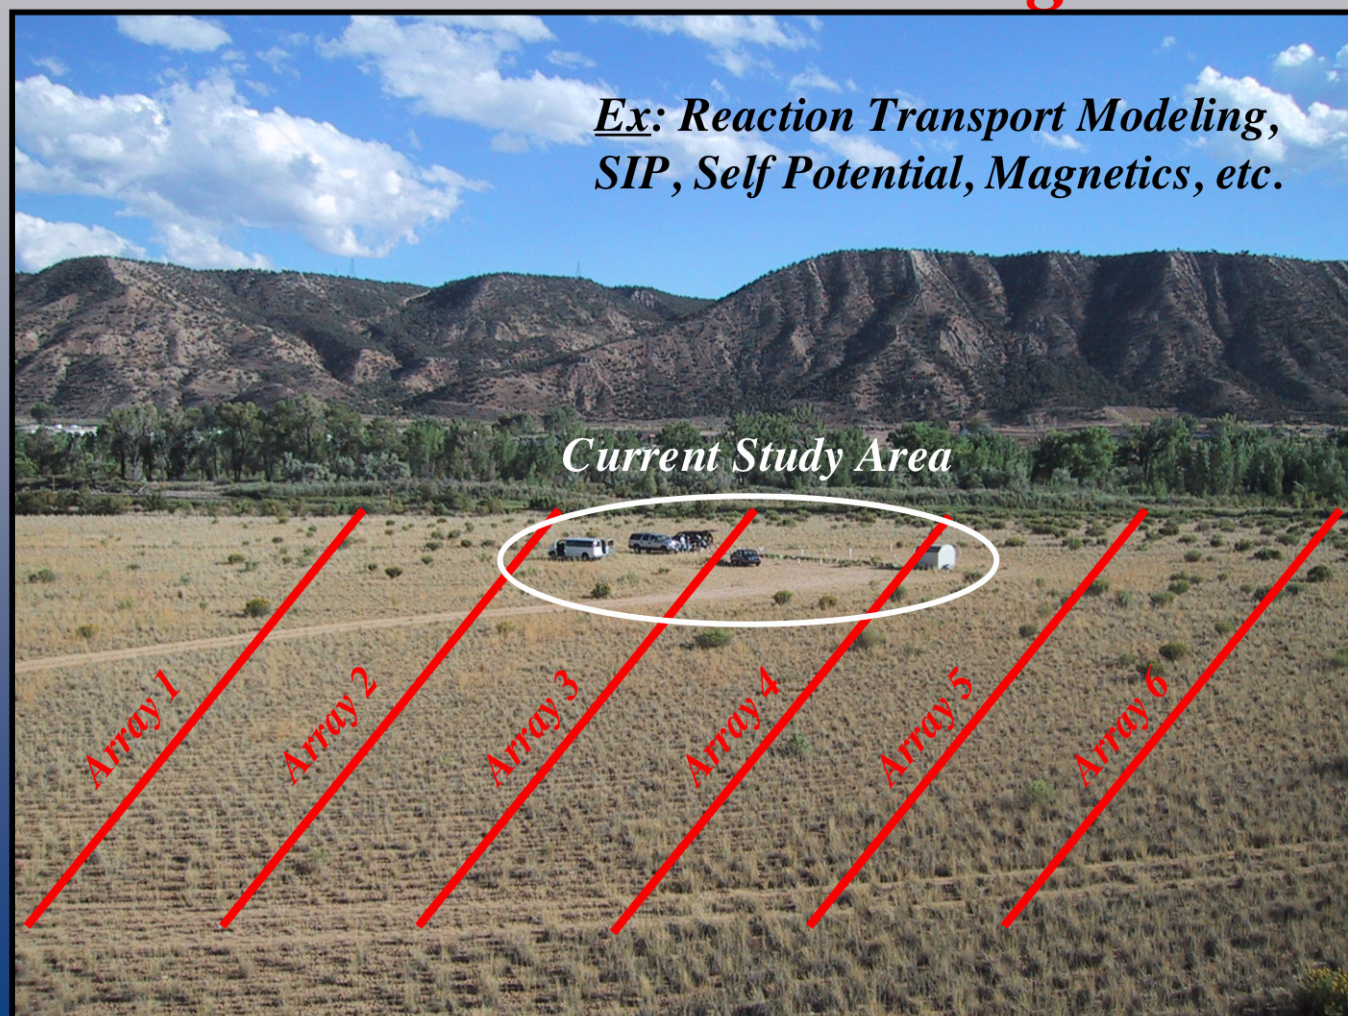 Ex: Reaction Transport Modeling,
SIP, Self Potential, Magnetics, etc.
Current Study Area
Array 1
Array 2
Array 3
Array 4
Array 5
Array 6